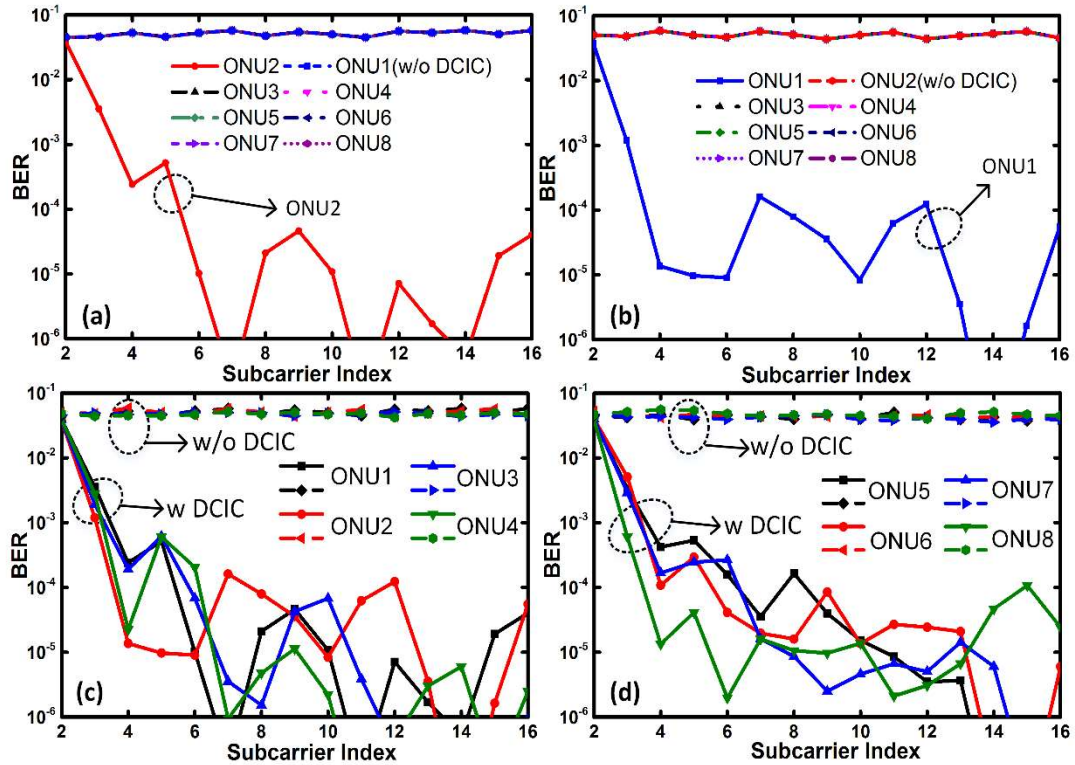 10⁻¹
10⁻²
10⁻³
10⁻⁴
10⁻⁵
10⁻⁶
BER
ONU2 ONU1(w/o DCIC)
ONU3 ONU4
ONU5 ONU6
ONU7 ONU8
ONU2
(a)
2 4 6 8 10 12 14 16
Subcarrier Index
10⁻¹
10⁻²
10⁻³
10⁻⁴
10⁻⁵
10⁻⁶
BER
ONU1 ONU2(w/o DCIC)
ONU3 ONU4
ONU5 ONU6
ONU7 ONU8
ONU1
(b)
2 4 6 8 10 12 14 16
Subcarrier Index
10⁻¹
10⁻²
10⁻³
10⁻⁴
10⁻⁵
10⁻⁶
BER
w/o DCIC
w DCIC
ONU1 ONU3
ONU2 ONU4
(c)
2 4 6 8 10 12 14 16
Subcarrier Index
10⁻¹
10⁻²
10⁻³
10⁻⁴
10⁻⁵
10⁻⁶
BER
w/o DCIC
w DCIC
ONU5 ONU7
ONU6 ONU8
(d)
2 4 6 8 10 12 14 16
Subcarrier Index